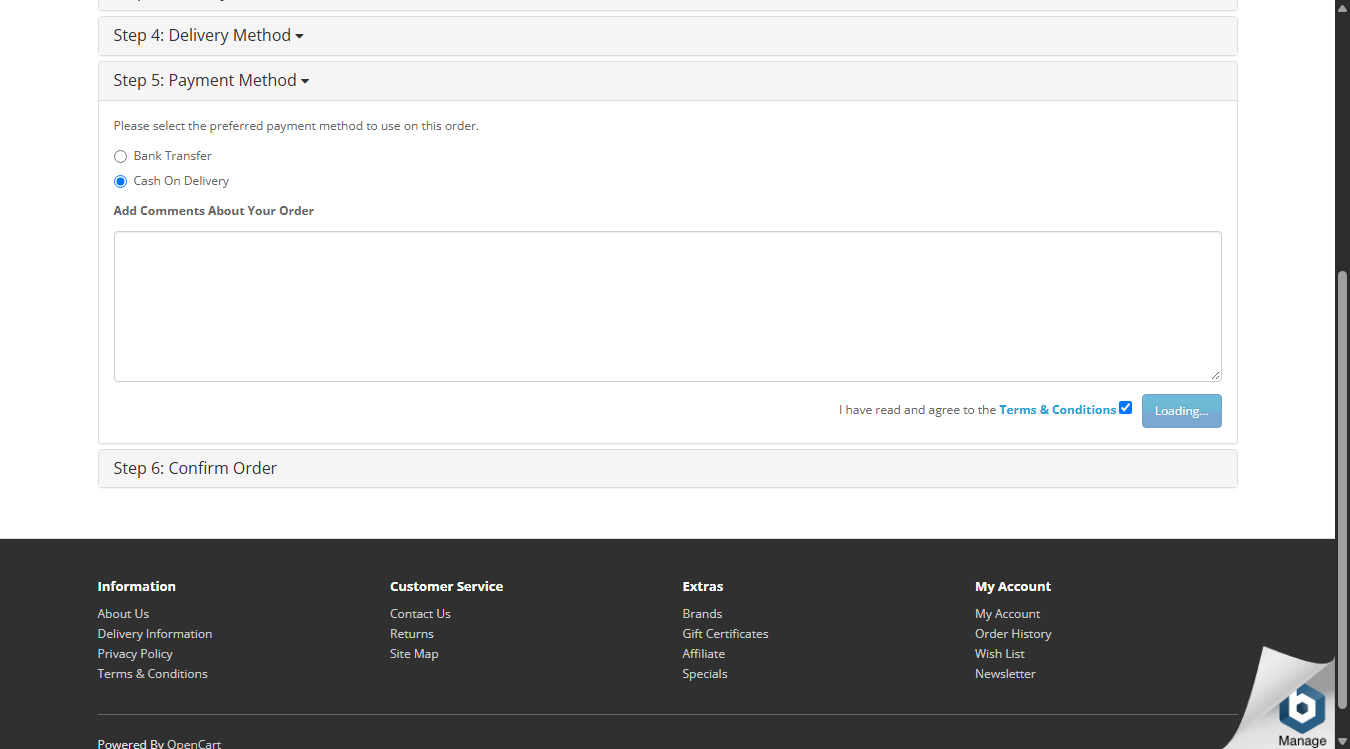 Step 4: Delivery Method
Step 5: Payment Method
Please select the preferred payment method to use on this order.
Bank Transfer
Cash On Delivery
Add Comments About Your Order
I have read and agree to the Terms & Conditions Loading...
Step 6: Confirm Order
Information
About Us
Delivery Information
Privacy Policy
Terms & Conditions
Customer Service
Contact Us
Returns
Site Map
Extras
Brands
Gift Certificates
Affiliate
Specials
My Account
My Account
Order History
Wish List
Newsletter
Powered By OpenCart
Manage